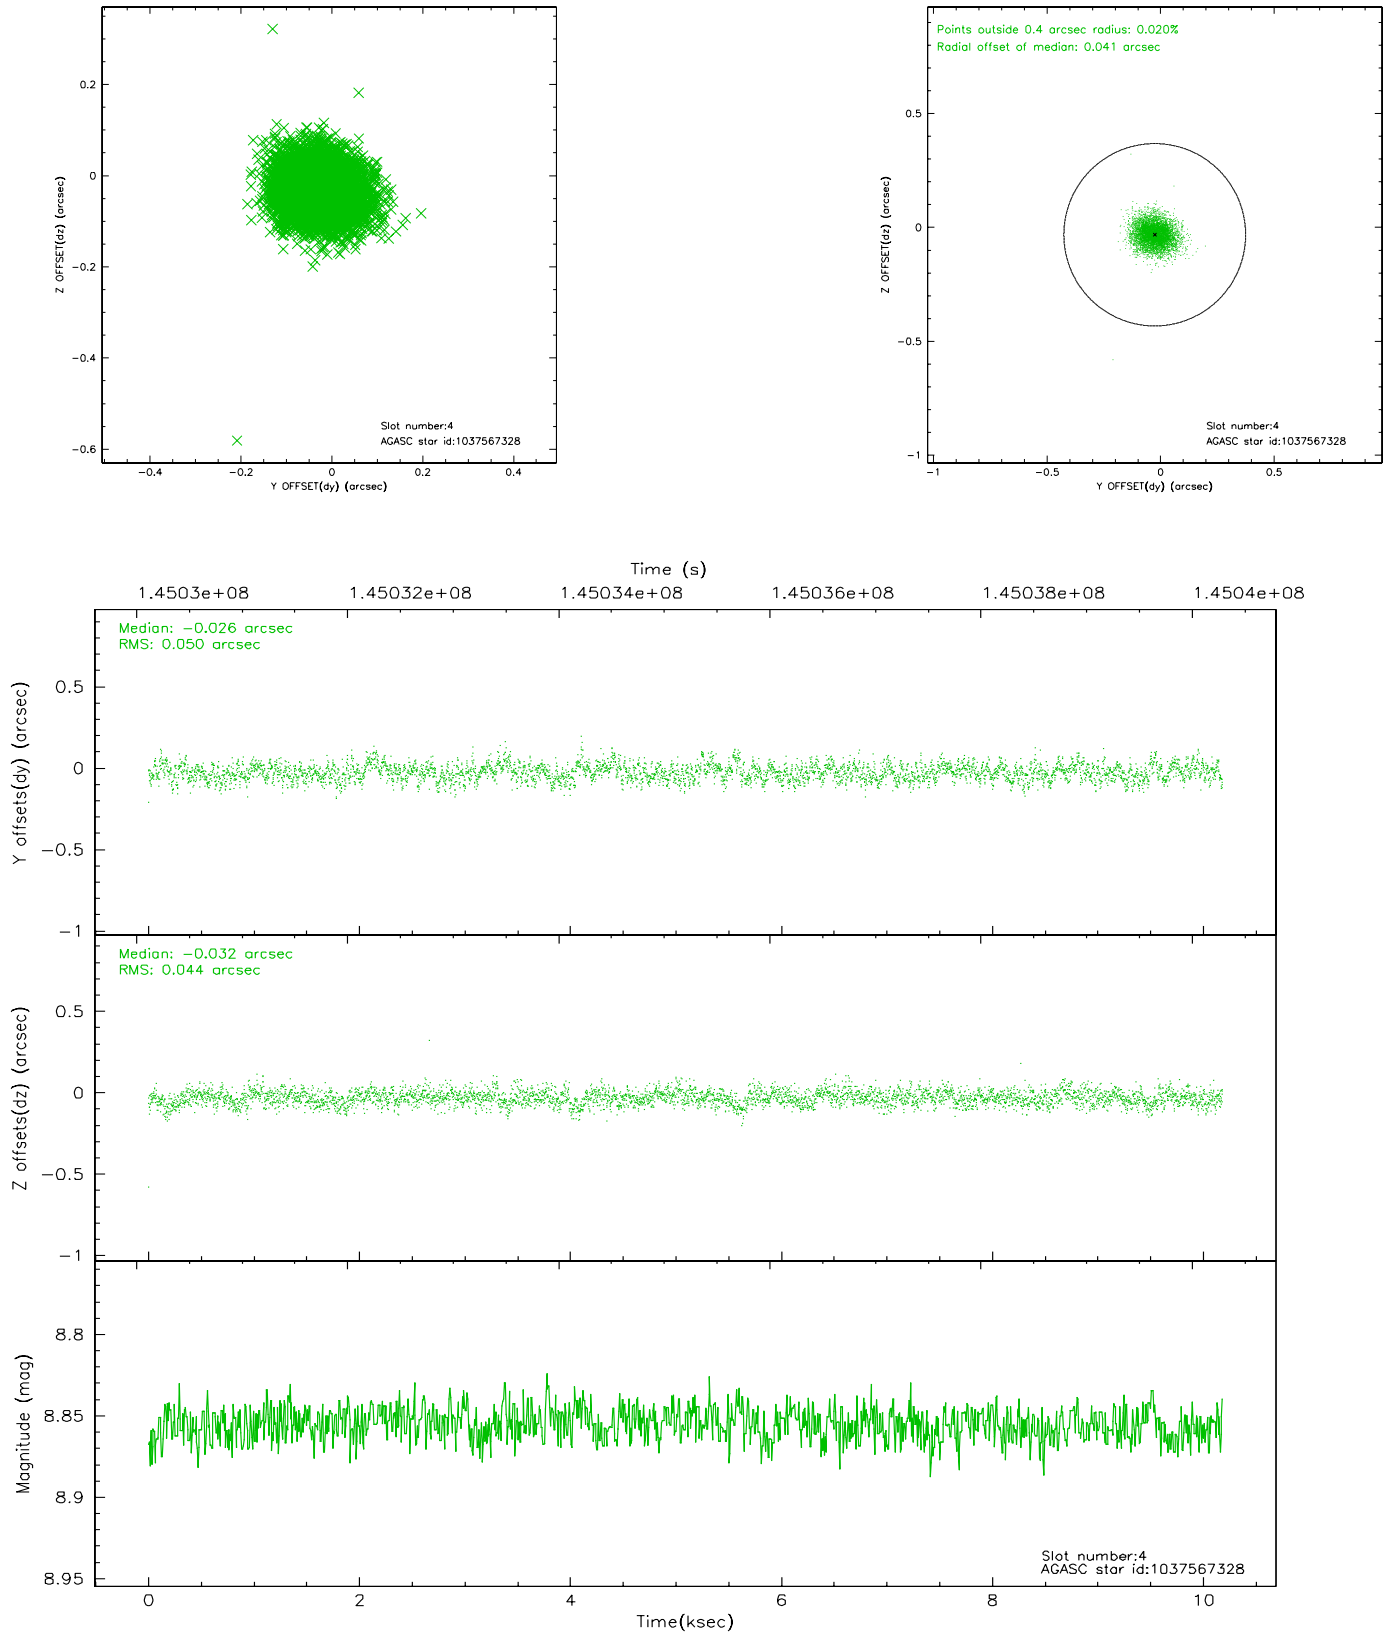 0.2
0
−0.2
−0.4
−0.6
Z OFFSET(dz) (arcsec)
Slot number:4
AGASC star id:1037567328
−0.4
−0.2
0
0.2
0.4
Y OFFSET(dy) (arcsec)
Points outside 0.4 arcsec radius: 0.020%
Radial offset of median: 0.041 arcsec
0.5
0
−0.5
−1
Z OFFSET(dz) (arcsec)
Slot number:4
AGASC star id:1037567328
−1
−0.5
0
0.5
Y OFFSET(dy) (arcsec)
Time (s)
1.4503e+08
1.45032e+08
1.45034e+08
1.45036e+08
1.45038e+08
1.4504e+08
Median: −0.026 arcsec
RMS: 0.050 arcsec
0.5
0
−0.5
−1
Y offsets(dy) (arcsec)
Median: −0.032 arcsec
RMS: 0.044 arcsec
0.5
0
−0.5
−1
Z offsets(dz) (arcsec)
8.8
8.85
8.9
8.95
Magnitude (mag)
Slot number:4
AGASC star id:1037567328
0
2
4
6
8
10
Time(ksec)